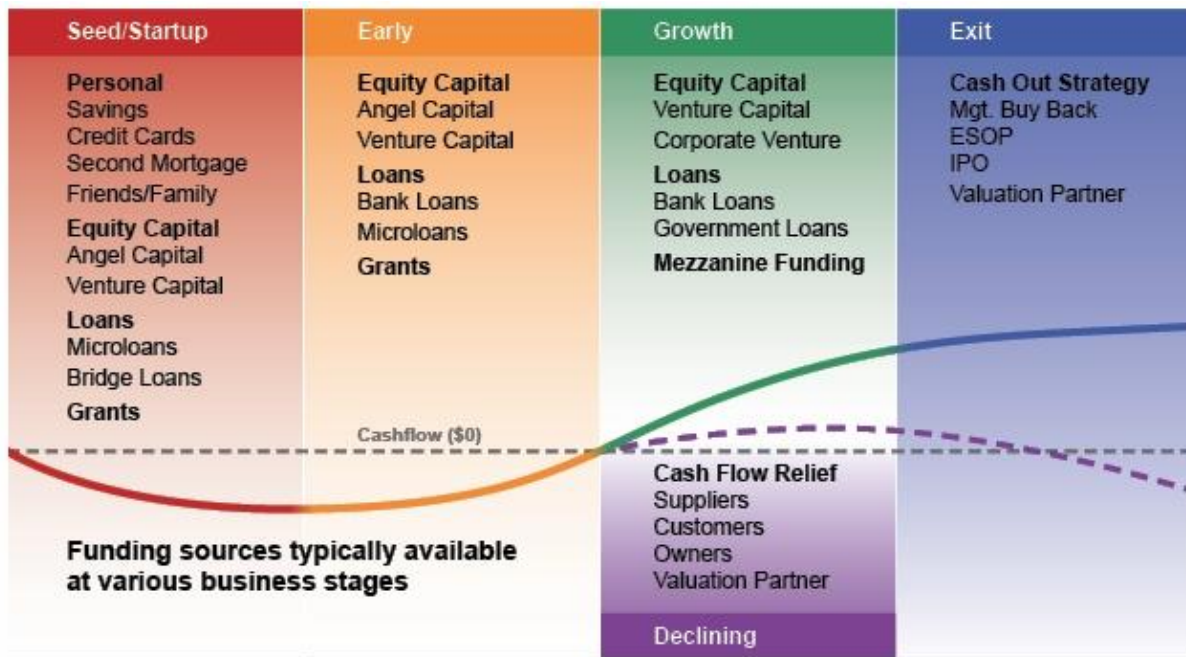 Seed/Startup
Personal
Savings
Credit Cards
Second Mortgage
Friends/Family
Equity Capital
Angel Capital
Venture Capital
Loans
Microloans
Bridge Loans
Grants
Early
Equity Capital
Angel Capital
Venture Capital
Loans
Bank Loans
Microloans
Grants
Growth
Equity Capital
Venture Capital
Corporate Venture
Loans
Bank Loans
Government Loans
Mezzanine Funding
Exit
Cash Out Strategy
Mgt. Buy Back
ESOP
IPO
Valuation Partner
Cashflow ($0)
Cash Flow Relief
Suppliers
Customers
Owners
Valuation Partner
Declining
Funding sources typically available
at various business stages